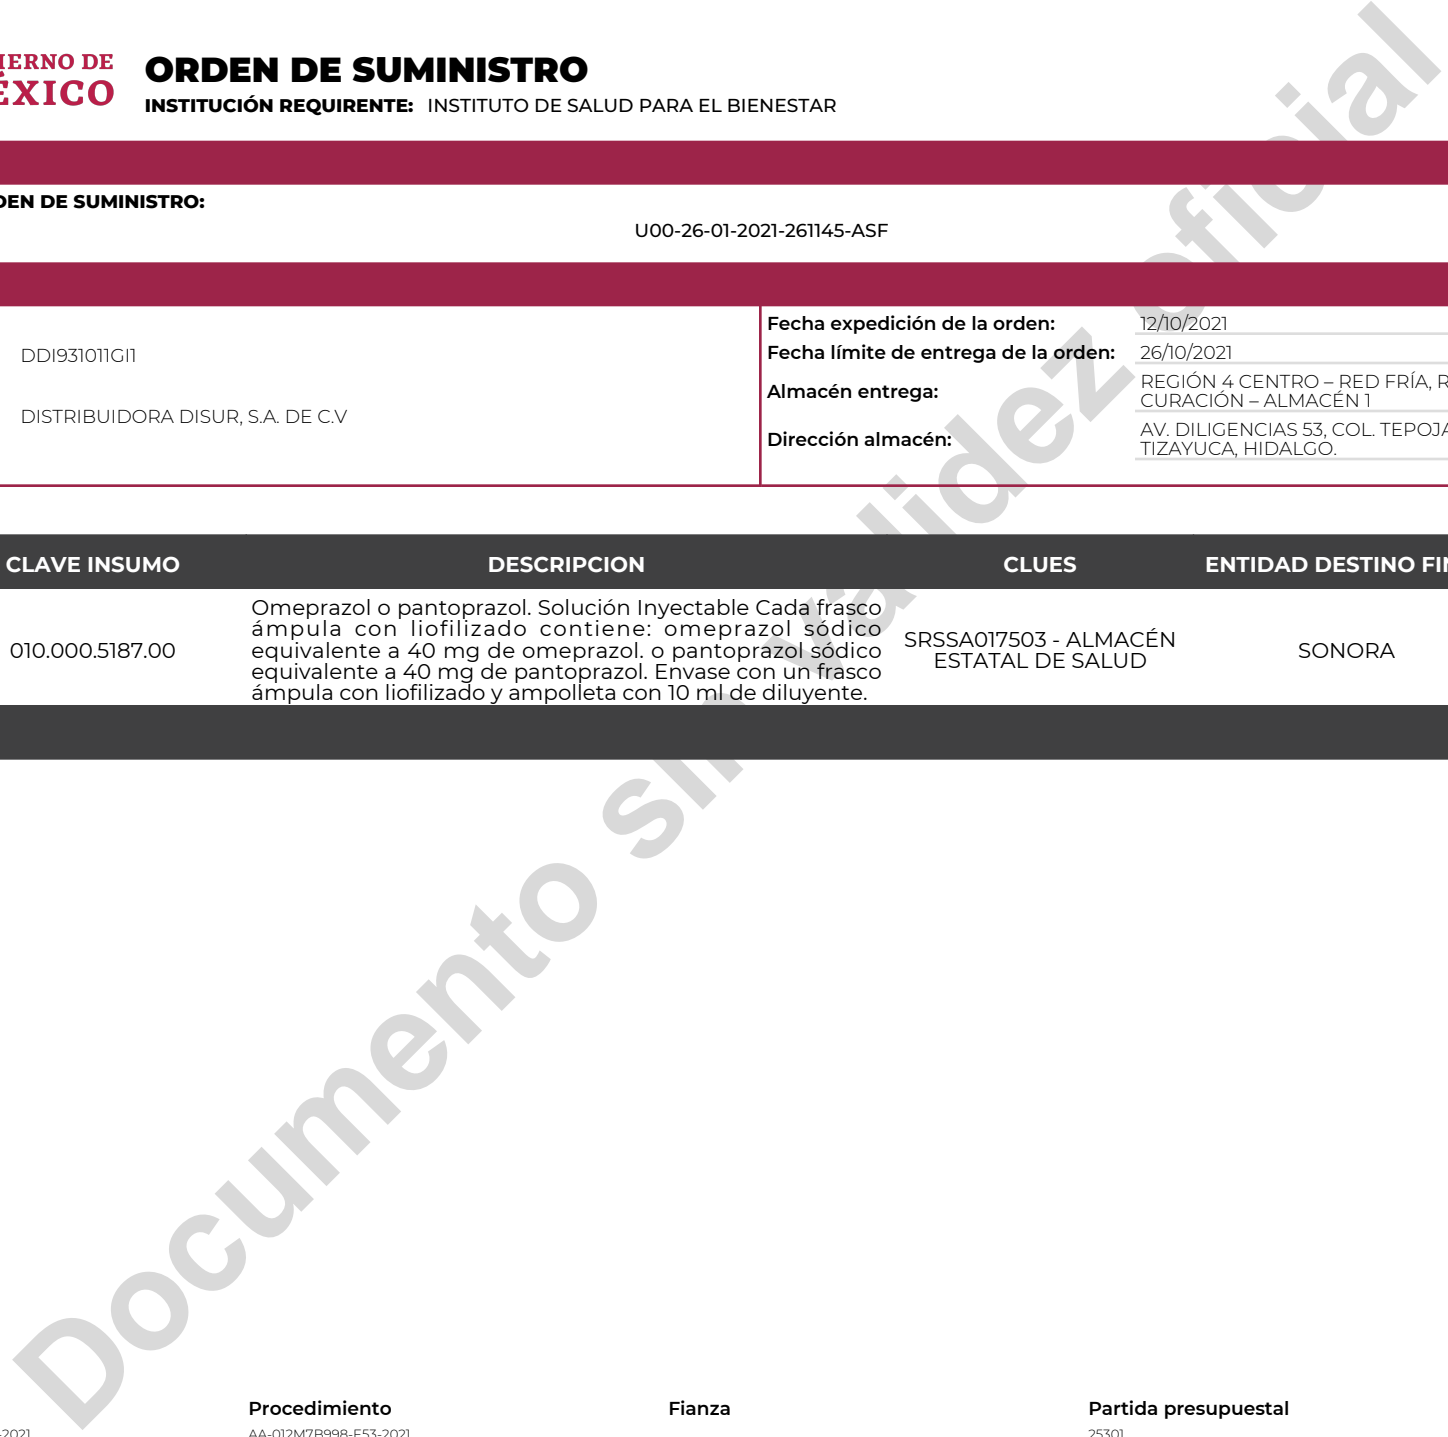 ORDEN DE SUMINISTRO
MÉXICO
INSTITUCIÓN REQUIRENTE: INSTITUTO DE SALUD PARA EL BIENESTAR
DE SUMINISTRO:
U00-26-01-2021-261145-ASF
Fecha expedición de la orden: 12/10/2021
DDI931011GI1
Fecha límite de entrega de la orden: 26/10/2021
Almacén entrega: REGIÓN 4 CENTRO – RED FRÍA,
CURACIÓN – ALMACÉN 1
DISTRIBUIDORA DISUR, S.A. DE C.V
Dirección almacén: AV. DILIGENCIAS 53, COL.
TIZAYUCA, HIDALGO.
CLAVE INSUMO DESCRIPCION CLUES ENTIDAD DESTINO
010.000.5187.00
Omeprazol o pantoprazol. Solución Inyectable Cada frasco
ámpula con liofilizado contiene: omeprazol sódico
equivalente a 40 mg de omeprazol. o pantoprazol sódico
equivalente a 40 mg de pantoprazol. Envase con un frasco
ámpula con liofilizado y ampolleta con 10 ml de diluyente.
SRSSA017503 - ALMACÉN
ESTATAL DE SALUD
SONORA
Documento sin validez oficial
Procedimiento Fianza Partida presupuestal
AA-012M7B998-E53-2021 25301